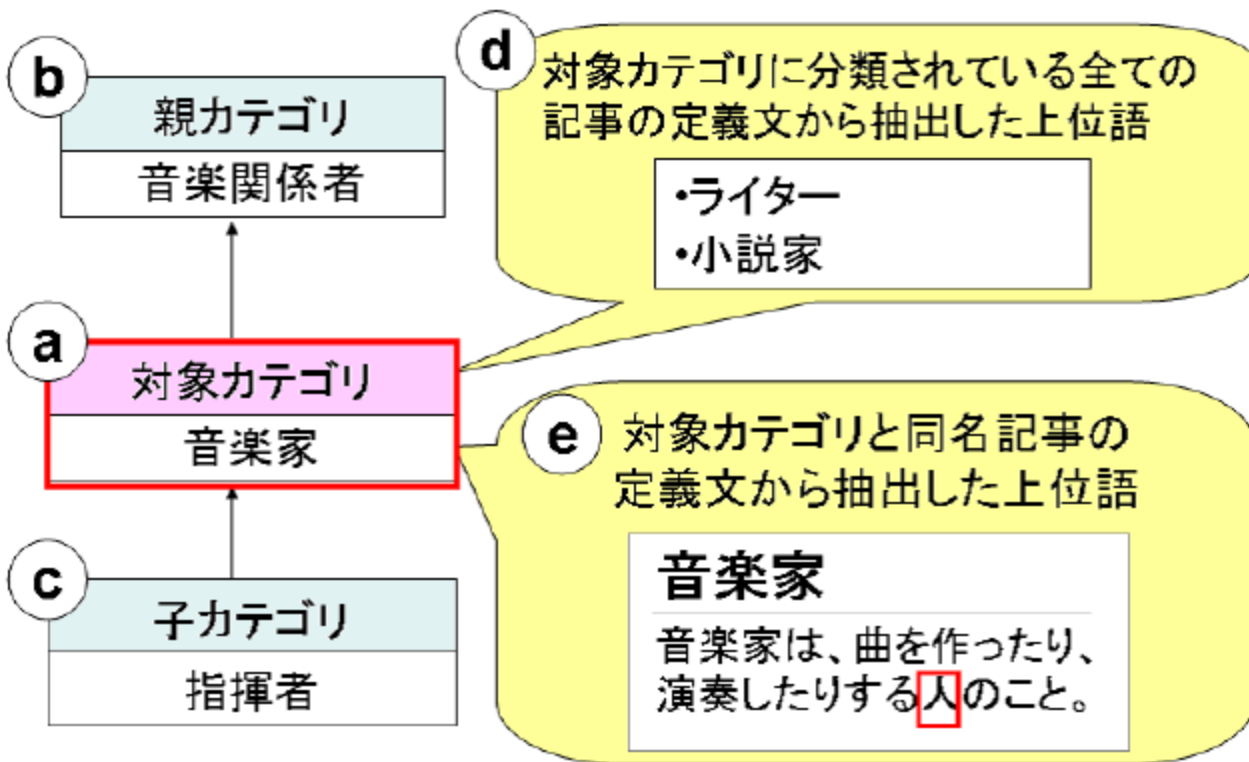 b
親カテゴリ
音楽関係者
a
対象カテゴリ
音楽家
c
子カテゴリ
指揮者
d
対象カテゴリに分類されている全ての
記事の定義文から抽出した上位語
・ライター
・小説家
e
対象カテゴリと同名記事の
定義文から抽出した上位語
音楽家
音楽家は、曲を作ったり、
演奏したりする人のこと。